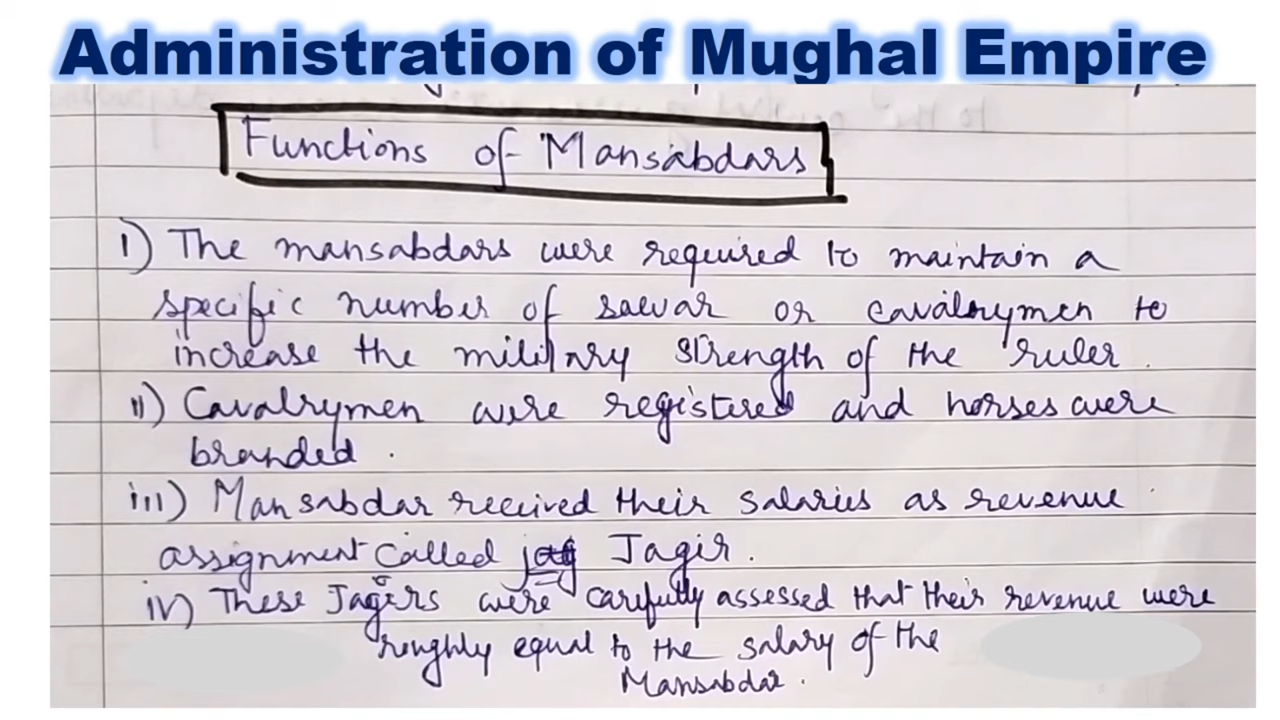 Administration of Mughal Empire
Functions of Mansabdars
i) The mansabdars were required to maintain a
specific number of sawar or cavalrymen to
increase the military strength of the ruler.
ii) Cavalrymen were registered and horses were
branded.
iii) Mansabdar received their salaries as revenue
assignment called Jagir.
iv) These Jagirs were carefully assessed that their revenue were
roughly equal to the salary of the
Mansabdar.